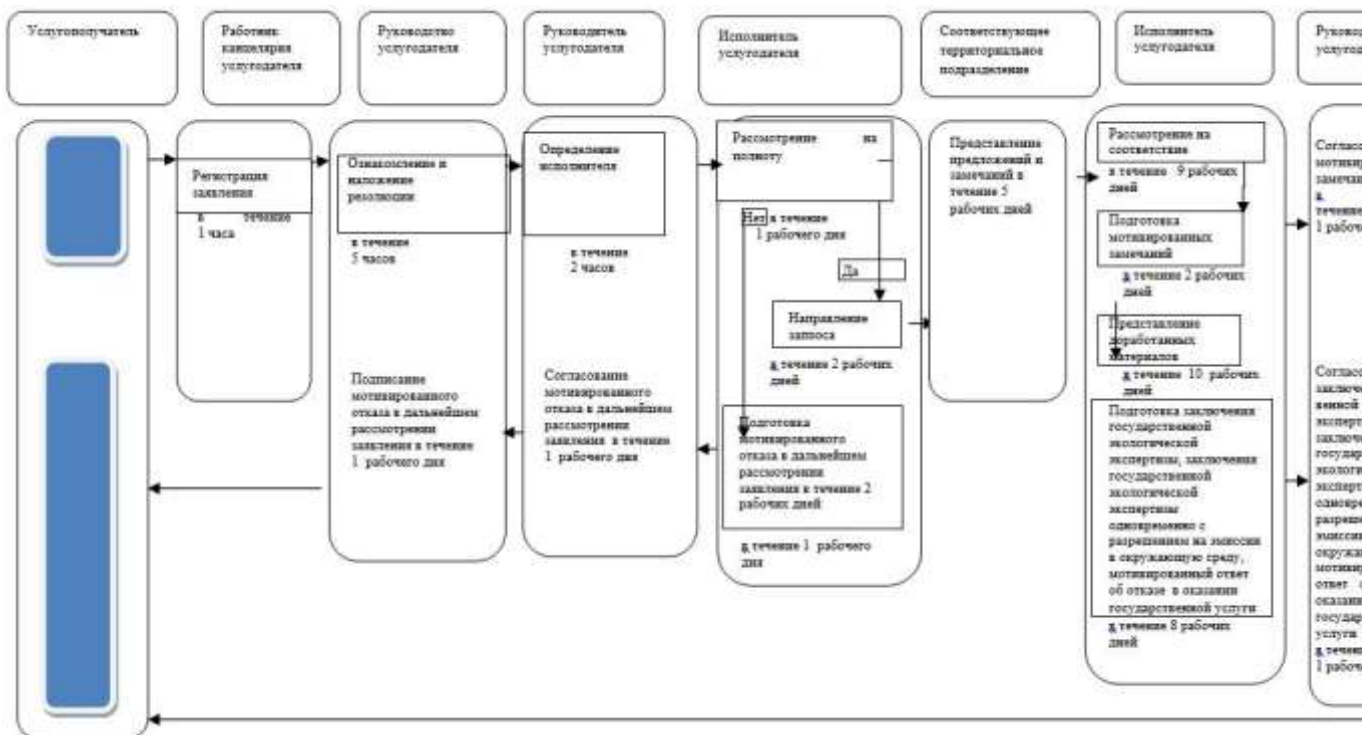 Услугополучатель
Работник
канцелярии
услугодателя
Руководство
услугодателя
Руководитель
услугодателя
Исполнитель
услугодателя
Соответствующее
территориальное
подразделение
Исполнитель
услугодателя
Регистрация
заявления
в течение
1 часа
Ознакомление и
наложение
резолюции
в течение
5 часов
Подписание
мотивированного
отказа в дальнейшем
рассмотрении
заявления в течение
1 рабочего дня
Определение
исполнителя
в течение
2 часов
Согласование
мотивированного
отказа в дальнейшем
рассмотрении
заявления в течение
1 рабочего дня
Рассмотрение на
полноту
Нет в течение
1 рабочего дня
Да
Направление
запроса
в течение 2 рабочих
дней
Подготовка
мотивированного
отказа в дальнейшем
рассмотрении
заявления в течение 2
рабочих дней
в течение 1 рабочего
дня
Представление
предложений и
замечаний в
течение 5
рабочих дней
Рассмотрение на
соответствие
в течение 9 рабочих
дней
Подготовка
мотивированных
замечаний
в течение 2 рабочих
дней
Представление
доработанных
материалов
в течение 10 рабочих
дней
Подготовка заключения
государственной
экологической
экспертизы, заключения
государственной
экологической
экспертизы
одновременно с
разрешением на эмиссии
в окружающую среду,
мотивированный ответ
об отказе в оказании
государственной услуги
в течение 8 рабочих
дней
в
1
услуги
в
1